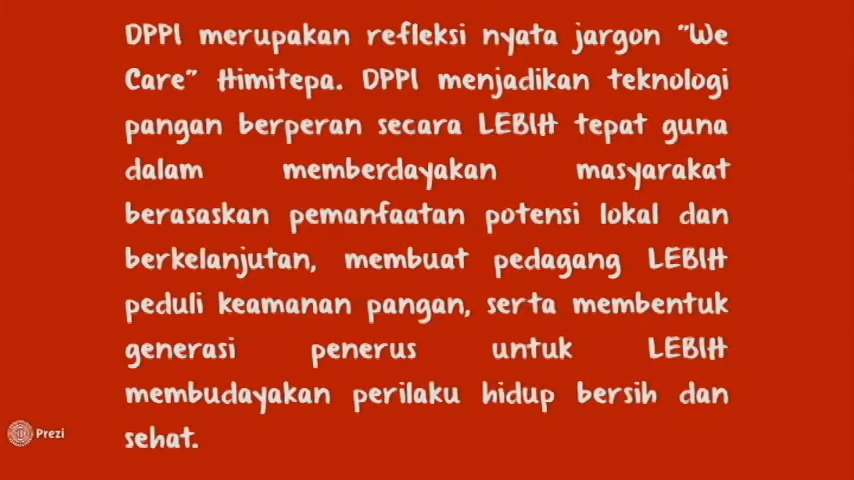 DPPI merupakan refleksi nyata jargon "We
Care" Himitepa. DPPI menjadikan teknologi
pangan berperan secara LEBIH tepat guna
dalam memberdayakan masyarakat
berasaskan pemanfaatan potensi lokal dan
berkelanjutan, membuat pedagang LEBIH
peduli keamanan pangan, serta membentuk
generasi penerus untuk LEBIH
membudayakan perilaku hidup bersih dan
sehat.
Prezi